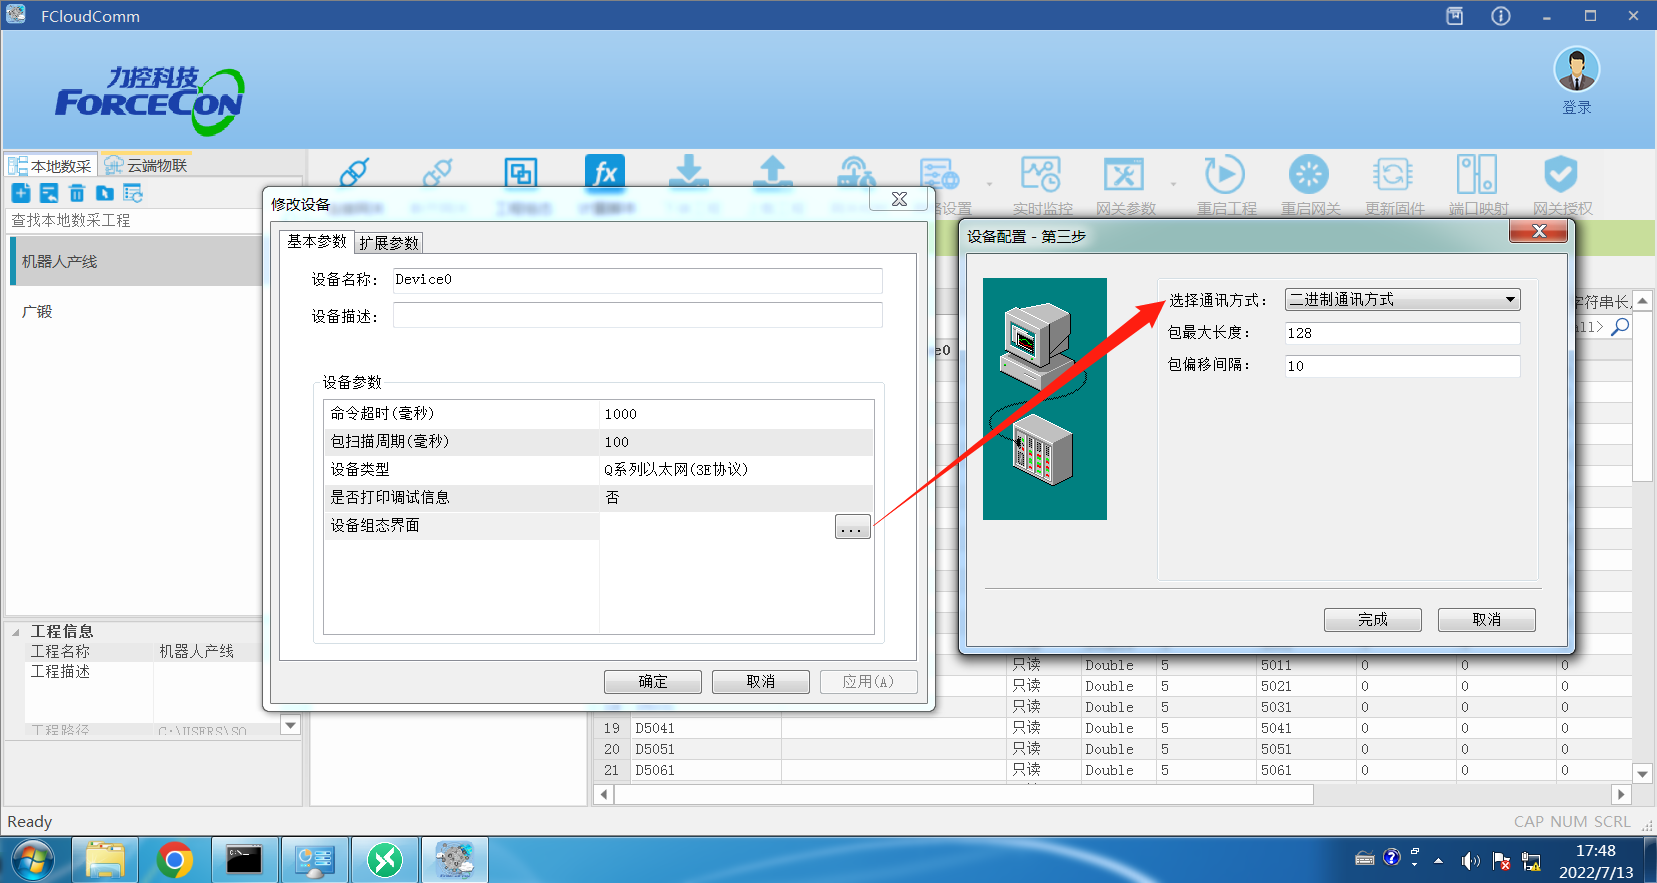 FCloudComm
力控科技
FORCECON
登录
本地数采
云端物联
查找本地数采工程
机器人产线
广锻
设置
实时监控
网关参数
重启工程
重启网关
更新固件
端口映射
网关授权
修改设备
基本参数
扩展参数
设备名称:
Device0
设备描述:
设备参数
命令超时(毫秒)
1000
包扫描周期(毫秒)
100
设备类型
Q系列以太网(3E协议)
是否打印调试信息
否
设备组态界面
...
确定
取消
应用(A)
设备配置 - 第三步
选择通讯方式:
二进制通讯方式
包最大长度:
128
包偏移间隔:
10
完成
取消
字符串长
all>
e0
工程信息
工程名称
机器人产线
工程描述
工程路径
C:\USERS\SO
只读 Double 5 5011 0 0 0
只读 Double 5 5021 0 0 0
只读 Double 5 5031 0 0 0
19 D5041 只读 Double 5 5041 0 0 0
20 D5051 只读 Double 5 5051 0 0 0
21 D5061 只读 Double 5 5061 0 0 0
Ready
CAP NUM SCRL
17:48
2022/7/13